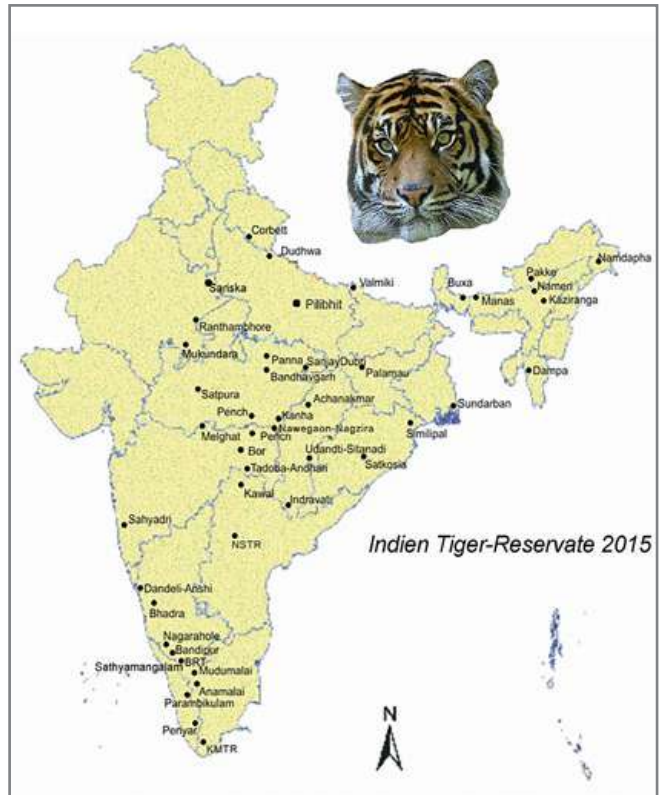 Corbett
Dudhwa
Namdapha
Pakke
Sariska
Valmiki
Buxa
Nameri
Pilibhit
Manas
Kaziranga
Ranthambhore
Mukundara
Panna
SanjayDubri
Bandhavgarh
Palamau
Dampa
Satpura
Achanakmar
Sundarban
Pench
Kanha
Nawegaon-Nagzira
Similipal
Melghat
Pench
Bor
Udandti-Sitanadi
Satkosia
Tadoba-Andhari
Kawal
Indravati
Sahyadri
NSTR
Indien Tiger-Reservate 2015
Dandeli-Anshi
Bhadra
Nagarahole
Bandipur
BRT
Sathyamangalam
Mudumalai
Anamalai
Parambikulam
N
Periyar
KMTR